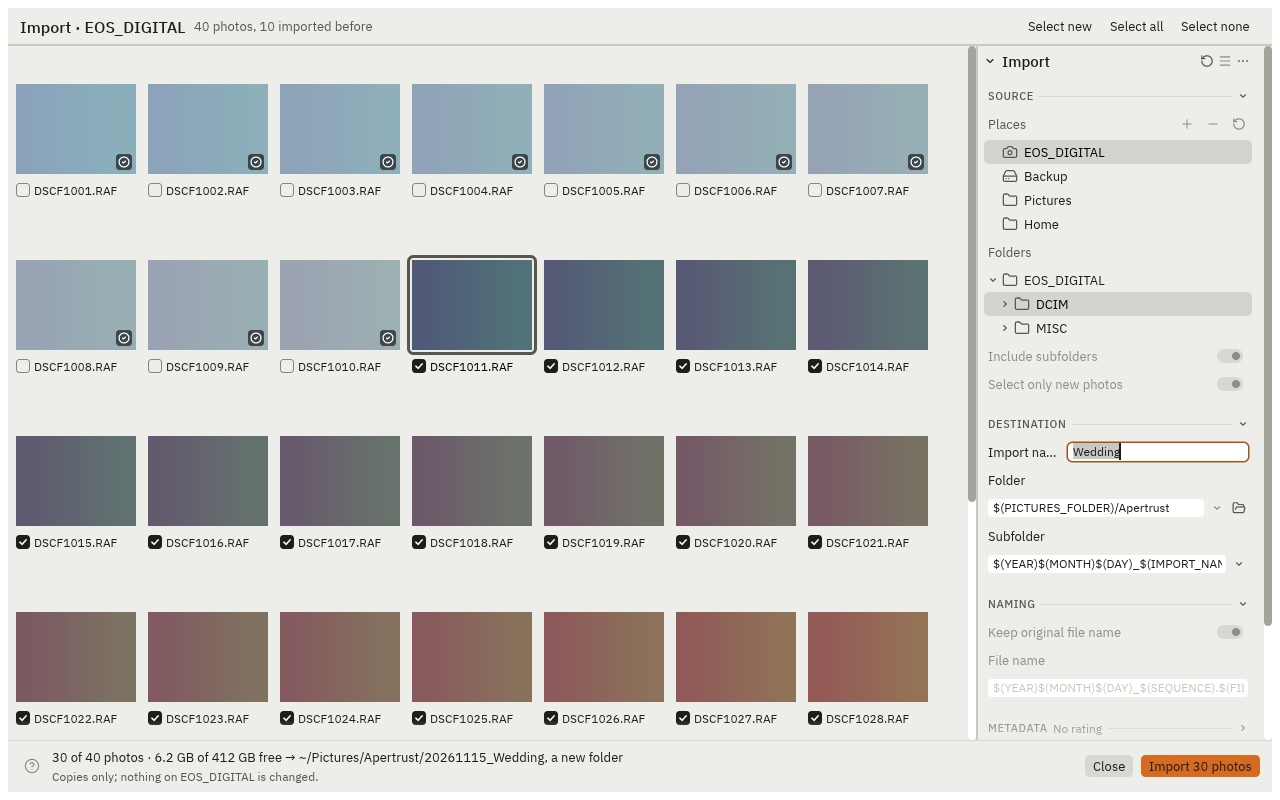 Import · EOS_DIGITAL 40 photos, 10 imported before Select new Select all Select none
Import
SOURCE
Places
EOS_DIGITAL
Backup
Pictures
Home
Folders
EOS_DIGITAL
DCIM
MISC
Include subfolders
Select only new photos
DESTINATION
Import na... Wedding
Folder
$(PICTURES_FOLDER)/Apertrust
Subfolder
$(YEAR)$(MONTH)$(DAY)_$(IMPORT_NAM
NAMING
Keep original file name
File name
$(YEAR)$(MONTH)$(DAY)_$(SEQUENCE).$(FIL
METADATA No rating
DSCF1001.RAF DSCF1002.RAF DSCF1003.RAF DSCF1004.RAF DSCF1005.RAF DSCF1006.RAF DSCF1007.RAF
DSCF1008.RAF DSCF1009.RAF DSCF1010.RAF DSCF1011.RAF DSCF1012.RAF DSCF1013.RAF DSCF1014.RAF
DSCF1015.RAF DSCF1016.RAF DSCF1017.RAF DSCF1018.RAF DSCF1019.RAF DSCF1020.RAF DSCF1021.RAF
DSCF1022.RAF DSCF1023.RAF DSCF1024.RAF DSCF1025.RAF DSCF1026.RAF DSCF1027.RAF DSCF1028.RAF
30 of 40 photos · 6.2 GB of 412 GB free → ~/Pictures/Apertrust/20261115_Wedding, a new folder
Copies only; nothing on EOS_DIGITAL is changed.
Close Import 30 photos